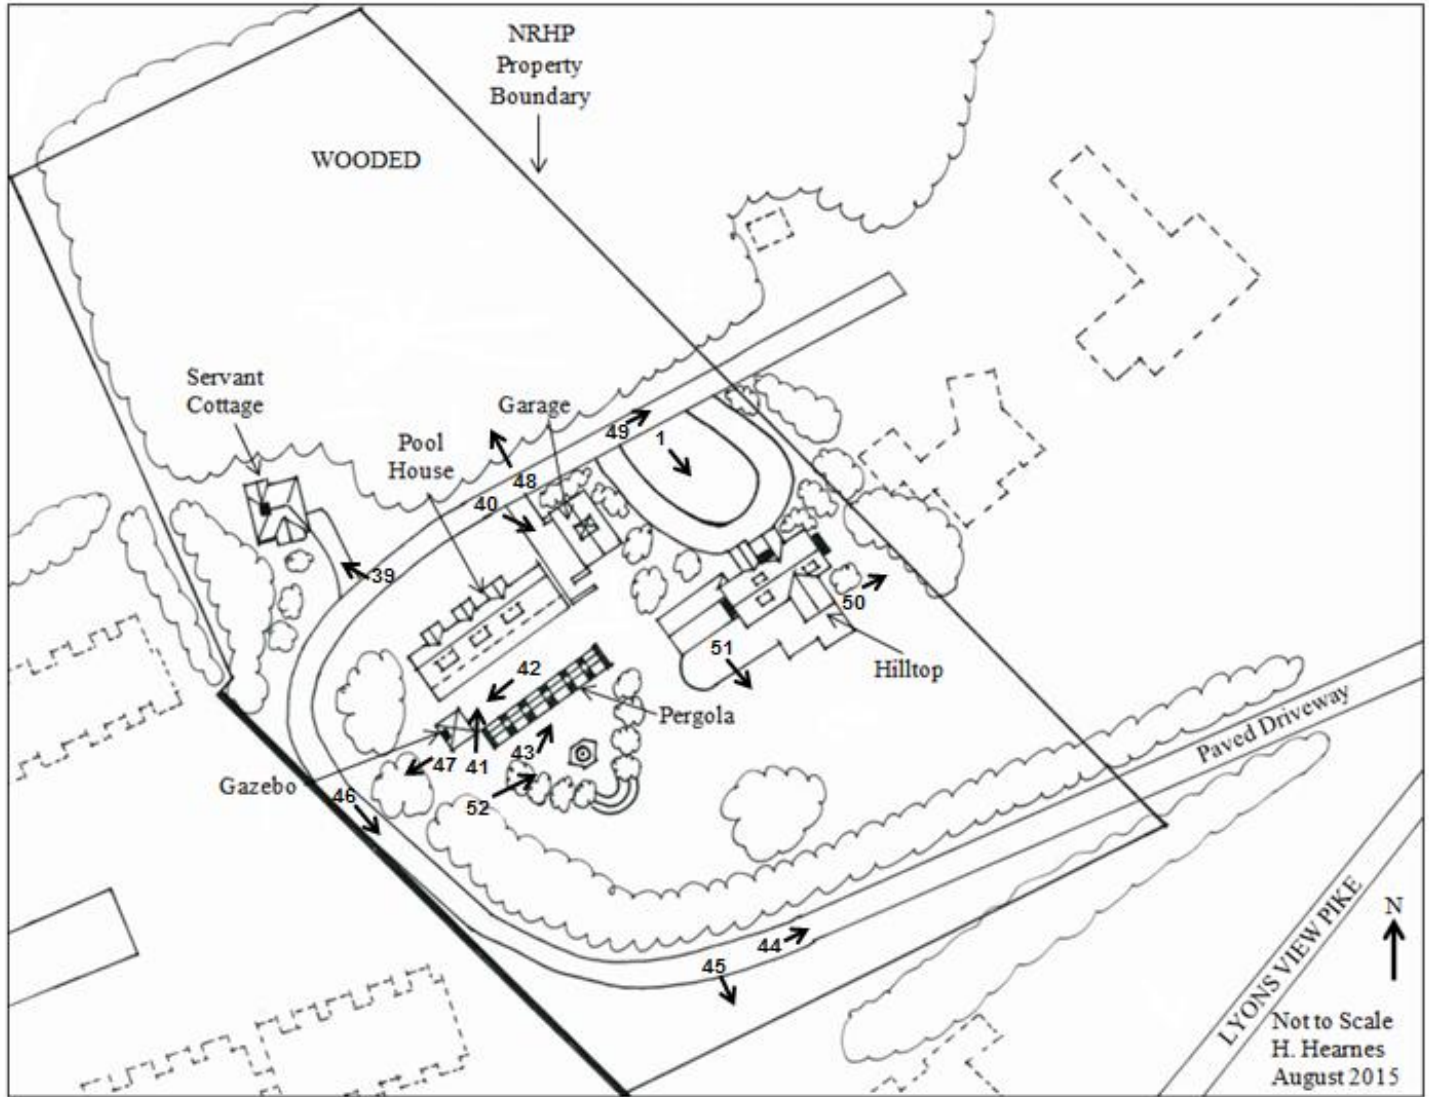 NRHP
Property
Boundary
WOODED
Servant
Cottage
Garage
Pool
House
49
1
48
40
39
50
51
42
Hilltop
Pergola
43
47
41
Gazebo
46
52
Paved Driveway
44
45
LYONS VIEW PIKE
N
Not to Scale
H. Hearnes
August 2015